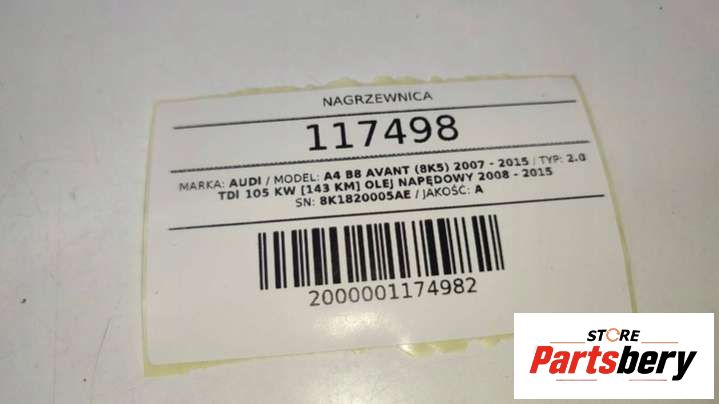 NAGRZEWNICA
117498
MARKA: AUDI / MODEL: A4 B8 AVANT (8K5) 2007 - 2015 / TYP: 2.0
TDI 105 KW [143 KM] OLEJ NAPĘDOWY 2008 - 2015
SN: 8K1820005AE / JAKOŚĆ: A
2000001174982
STORE
Partsbery